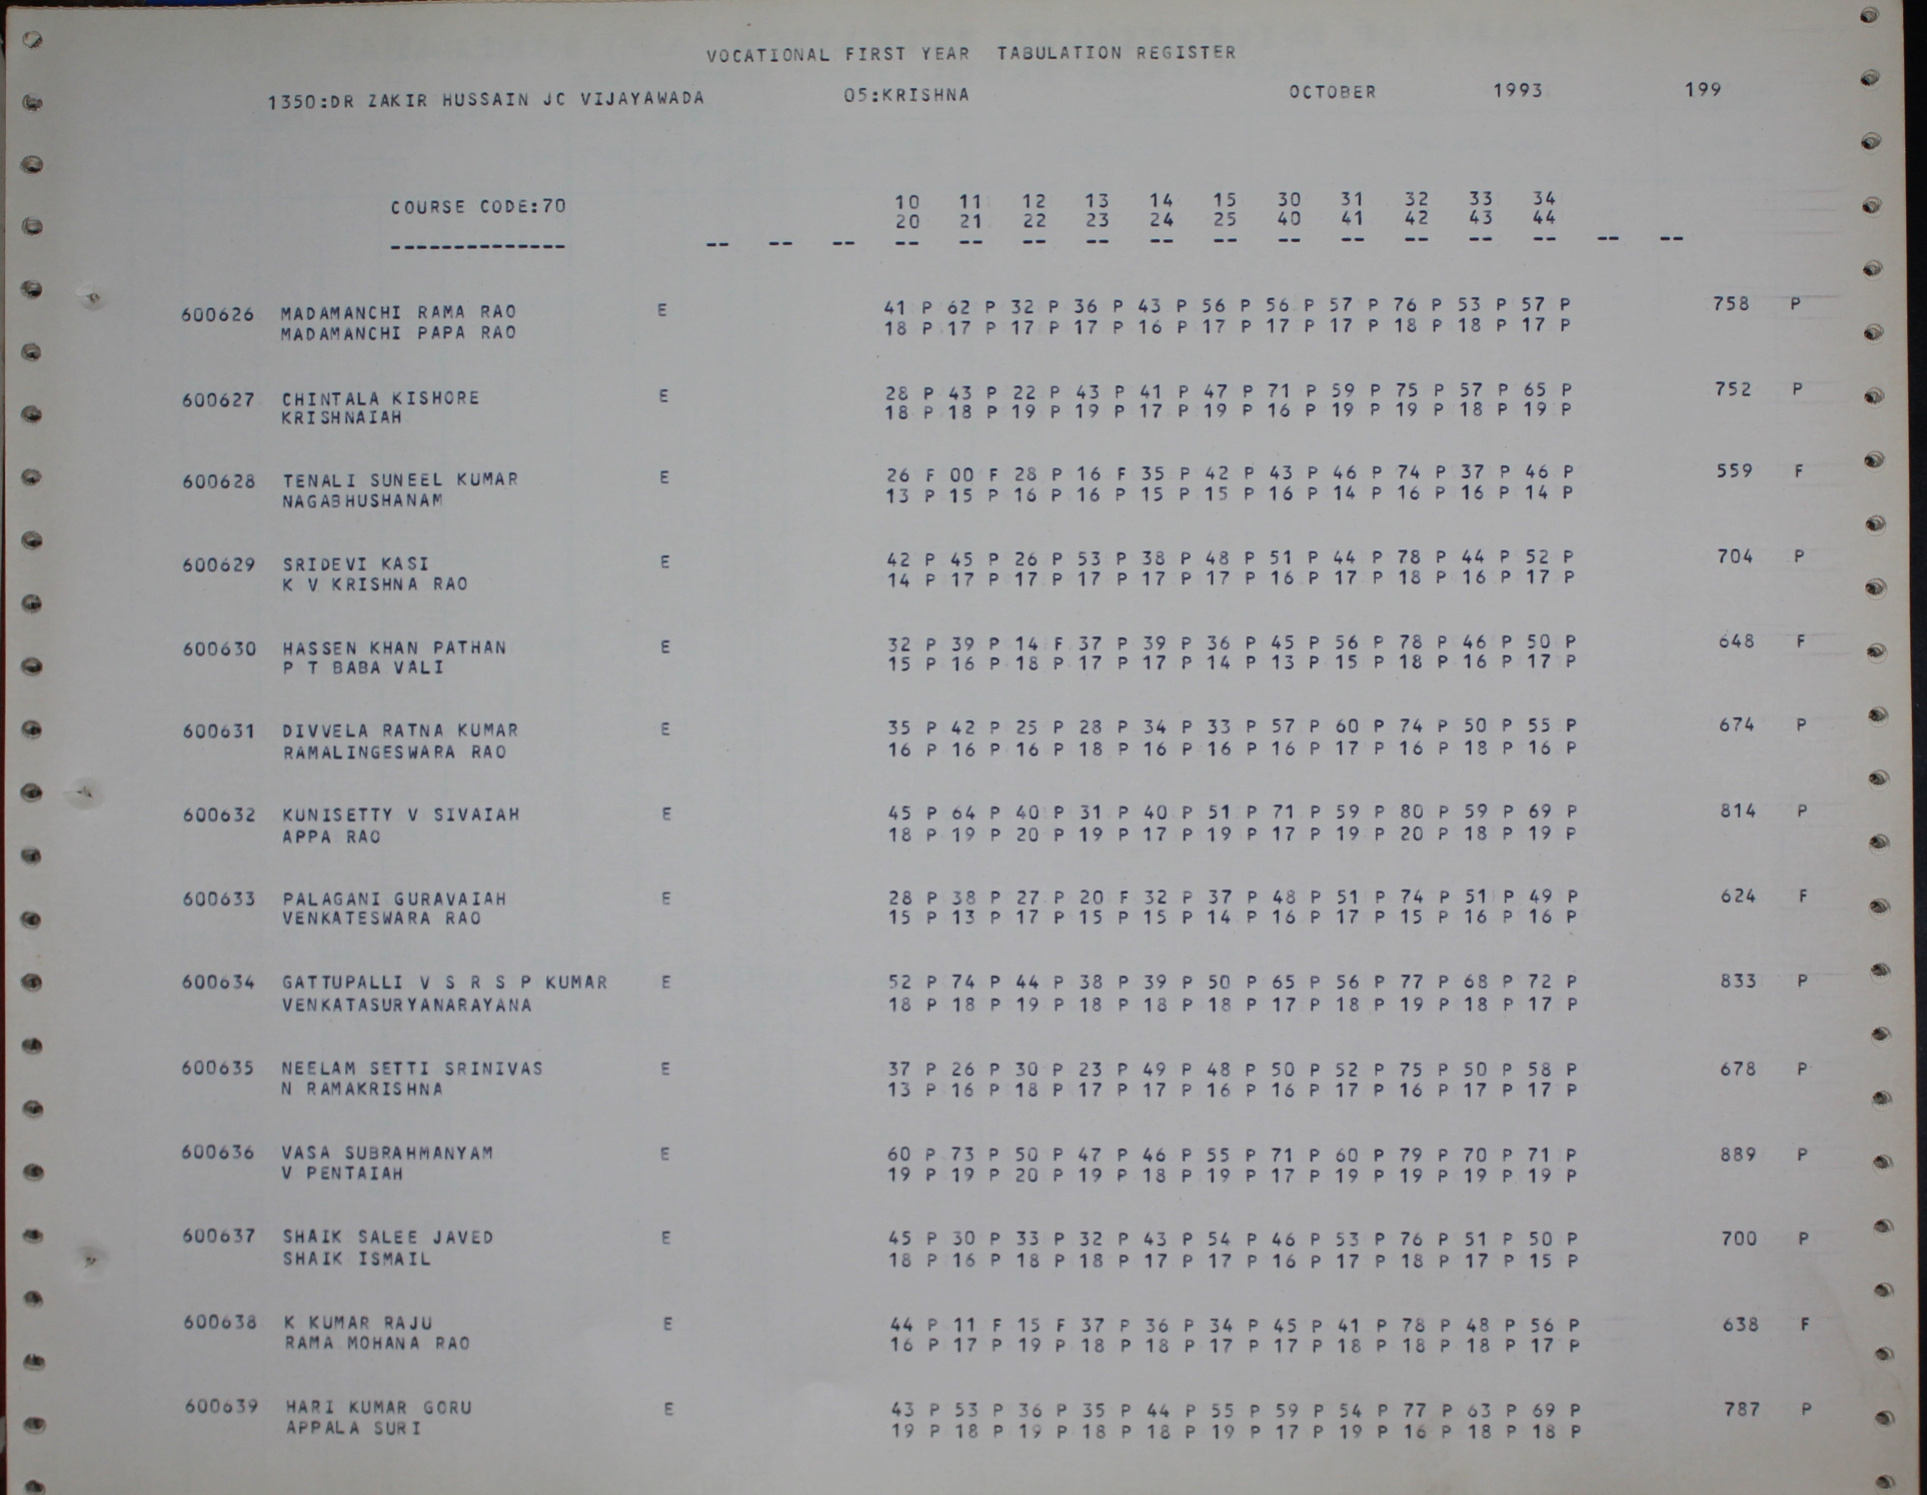 VOCATIONAL FIRST YEAR TABULATION REGISTER
1350:DR ZAKIR HUSSAIN JC VIJAYAWADA 05:KRISHNA OCTOBER 1993 199
COURSE CODE:70 10 11 12 13 14 15 30 31 32 33 34
20 21 22 23 24 25 40 41 42 43 44
-------------- -- -- -- -- -- -- -- -- -- -- -- -- -- -- -- --
600626 MADAMANCHI RAMA RAO E 41 P 62 P 32 P 36 P 43 P 56 P 56 P 57 P 76 P 53 P 57 P 758 P
MADAMANCHI PAPA RAO 18 P 17 P 17 P 17 P 16 P 17 P 17 P 17 P 18 P 18 P 17 P
600627 CHINTALA KISHORE E 28 P 43 P 22 P 43 P 41 P 47 P 71 P 59 P 75 P 57 P 65 P 752 P
KRISHNAIAH 18 P 18 P 19 P 19 P 17 P 19 P 16 P 19 P 19 P 18 P 19 P
600628 TENALI SUNEEL KUMAR E 26 F 00 F 28 P 16 F 35 P 42 P 43 P 46 P 74 P 37 P 46 P 559 F
NAGABHUSHANAM 13 P 15 P 16 P 16 P 15 P 15 P 16 P 14 P 16 P 16 P 14 P
600629 SRIDEVI KASI E 42 P 45 P 26 P 53 P 38 P 48 P 51 P 44 P 78 P 44 P 52 P 704 P
K V KRISHNA RAO 14 P 17 P 17 P 17 P 17 P 17 P 16 P 17 P 18 P 16 P 17 P
600630 HASSEN KHAN PATHAN E 32 P 39 P 14 F 37 P 39 P 36 P 45 P 56 P 78 P 46 P 50 P 648 F
P T BABA VALI 15 P 16 P 18 P 17 P 17 P 14 P 13 P 15 P 18 P 16 P 17 P
600631 DIVVELA RATNA KUMAR E 35 P 42 P 25 P 28 P 34 P 33 P 57 P 60 P 74 P 50 P 55 P 674 P
RAMALINGESWARA RAO 16 P 16 P 16 P 18 P 16 P 16 P 16 P 17 P 16 P 18 P 16 P
600632 KUNISETTY V SIVAIAH E 45 P 64 P 40 P 31 P 40 P 51 P 71 P 59 P 80 P 59 P 69 P 814 P
APPA RAO 18 P 19 P 20 P 19 P 17 P 19 P 17 P 19 P 20 P 18 P 19 P
600633 PALAGANI GURAVAIAH E 28 P 38 P 27 P 20 F 32 P 37 P 48 P 51 P 74 P 51 P 49 P 624 F
VENKATESWARA RAO 15 P 13 P 17 P 15 P 15 P 14 P 16 P 17 P 15 P 16 P 16 P
600634 GATTUPALLI V S R S P KUMAR E 52 P 74 P 44 P 38 P 39 P 50 P 65 P 56 P 77 P 68 P 72 P 833 P
VENKATASURYANARAYANA 18 P 18 P 19 P 18 P 18 P 18 P 17 P 18 P 19 P 18 P 17 P
600635 NEELAM SETTI SRINIVAS E 37 P 26 P 30 P 23 P 49 P 48 P 50 P 52 P 75 P 50 P 58 P 678 P
N RAMAKRISHNA 13 P 16 P 18 P 17 P 17 P 16 P 16 P 17 P 16 P 17 P 17 P
600636 VASA SUBRAHMANYAM E 60 P 73 P 50 P 47 P 46 P 55 P 71 P 60 P 79 P 70 P 71 P 889 P
V PENTAIAH 19 P 19 P 20 P 19 P 18 P 19 P 17 P 19 P 19 P 19 P 19 P
600637 SHAIK SALEE JAVED E 45 P 30 P 33 P 32 P 43 P 54 P 46 P 53 P 76 P 51 P 50 P 700 P
SHAIK ISMAIL 18 P 16 P 18 P 18 P 17 P 17 P 16 P 17 P 18 P 17 P 15 P
600638 K KUMAR RAJU E 44 P 11 F 15 F 37 P 36 P 34 P 45 P 41 P 78 P 48 P 56 P 638 F
RAMA MOHANA RAO 16 P 17 P 19 P 18 P 18 P 17 P 17 P 18 P 18 P 18 P 17 P
600639 HARI KUMAR GORU E 43 P 53 P 36 P 35 P 44 P 55 P 59 P 54 P 77 P 63 P 69 P 787 P
APPALA SURI 19 P 18 P 19 P 18 P 18 P 19 P 17 P 19 P 16 P 18 P 18 P